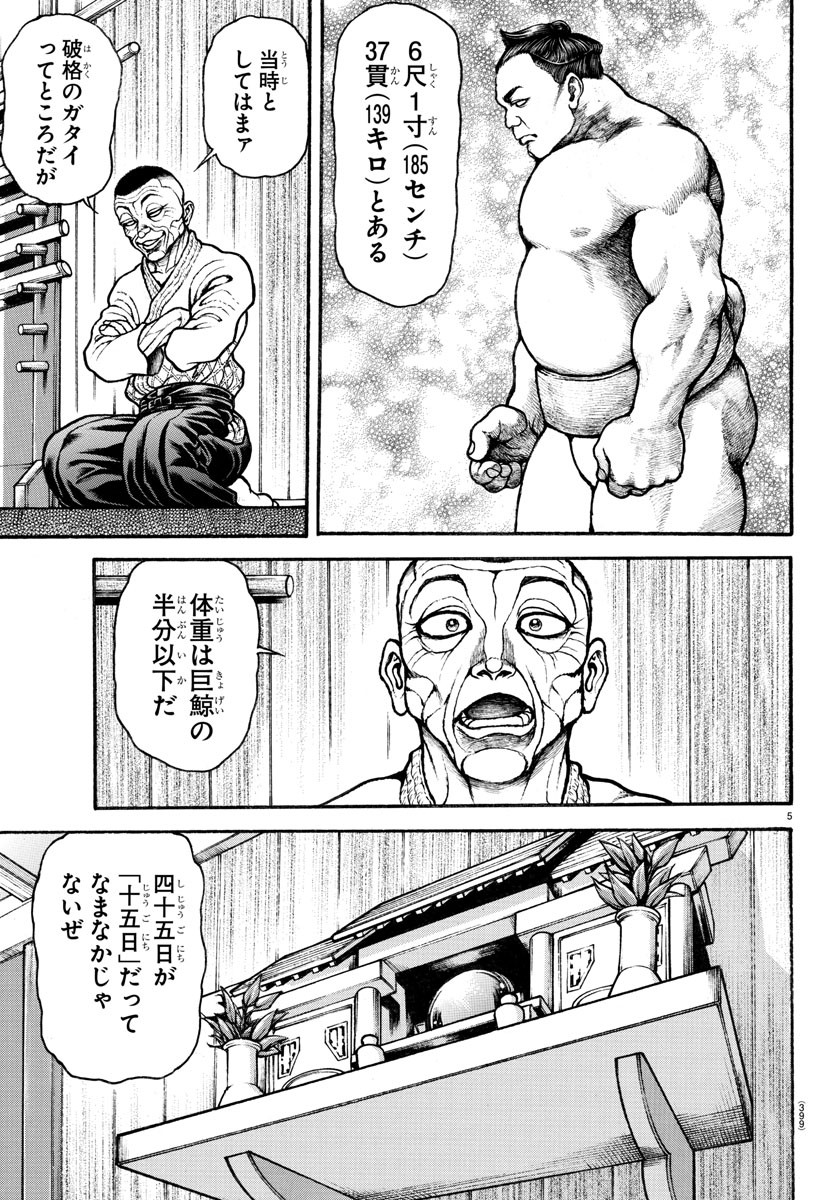 6尺1寸(185センチ)
37貫(139キロ)とある
当時と
してはまァ
破格のガタイ
ってところだが
体重は巨鯨の
半分以下だ
5
四十五日が
「十五日」だって
なまなかじゃ
ないぜ
(399)